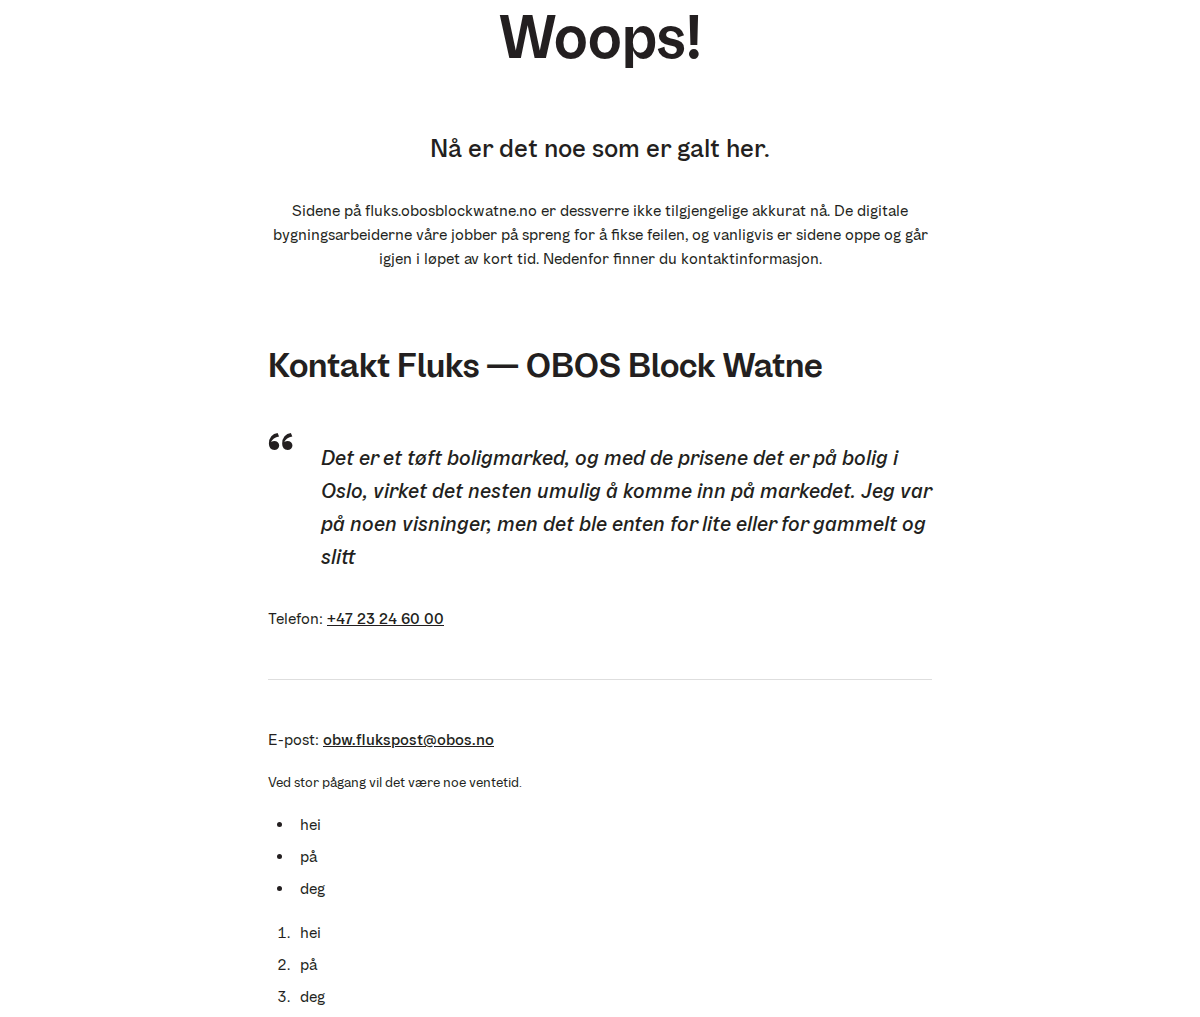 Woops!
Nå er det noe som er galt her.
Sidene på fluks.obosblockwatne.no er dessverre ikke tilgjengelige akkurat nå. De digitale
bygningsarbeiderne våre jobber på spreng for å fikse feilen, og vanligvis er sidene oppe og går
igjen i løpet av kort tid. Nedenfor finner du kontaktinformasjon.
Kontakt Fluks — OBOS Block Watne
“
Det er et tøft boligmarked, og med de prisene det er på bolig i
Oslo, virket det nesten umulig å komme inn på markedet. Jeg var
på noen visninger, men det ble enten for lite eller for gammelt og
slitt
Telefon: +47 23 24 60 00
E-post: obw.flukspost@obos.no
Ved stor pågang vil det være noe ventetid.
• hei
• på
• deg
1. hei
2. på
3. deg